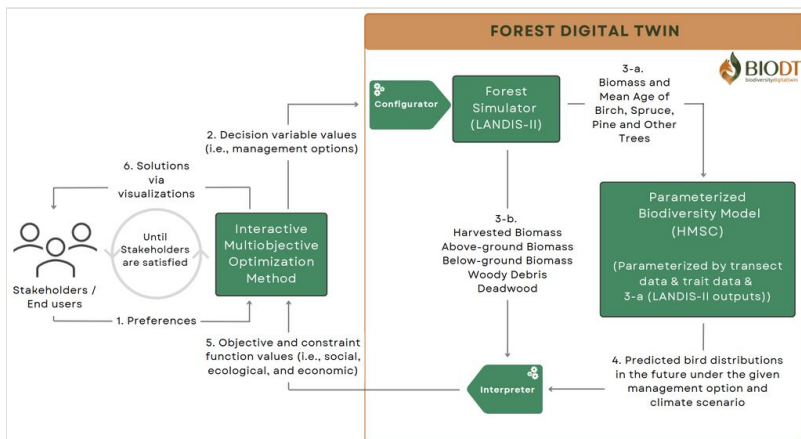 FOREST DIGITAL TWIN
BIODT
biodiversitydigitaltwin
Configurator
Forest
Simulator
(LANDIS-II)
3-a.
Biomass and
Mean Age of
Birch, Spruce,
Pine and Other
Trees
2. Decision variable values
(i.e., management options)
6. Solutions
via
visualizations
Until
Stakeholders
are satisfied
Interactive
Multiobjective
Optimization
Method
Stakeholders /
End users
1. Preferences
3-b.
Harvested Biomass
Above-ground Biomass
Below-ground Biomass
Woody Debris
Deadwood
Parameterized
Biodiversity Model
(HMSC)
(Parameterized by transect
data & trait data &
3-a (LANDIS-II outputs))
5. Objective and constraint
function values (i.e., social,
ecological, and economic)
Interpreter
4. Predicted bird distributions
in the future under the given
management option and
climate scenario